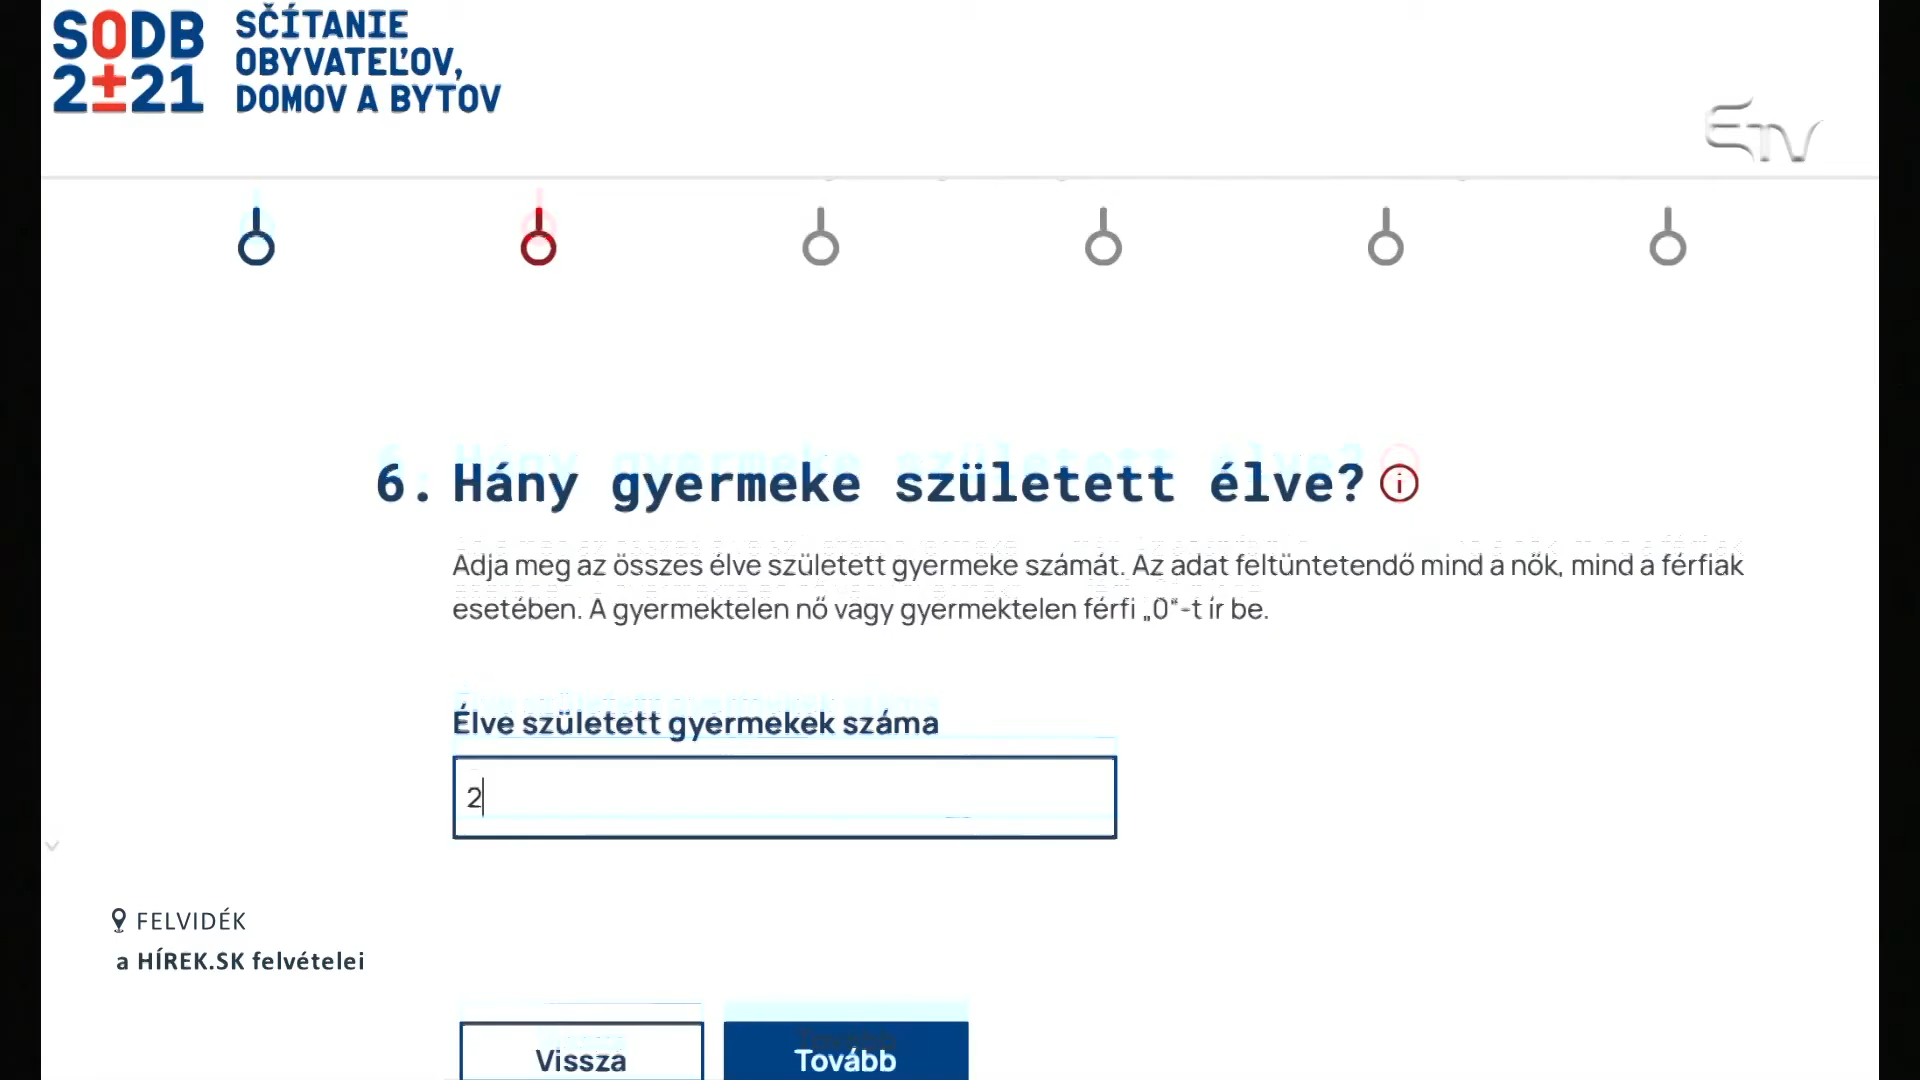 SODB
2±21
SČÍTANIE
OBYVATEĽOV,
DOMOV A BYTOV
ÉTV
6. Hány gyermeke született élve? i
Adja meg az összes élve született gyermeke számát. Az adat feltüntetendő mind a nők, mind a férfiak
esetében. A gyermektelen nő vagy gyermektelen férfi „0"-t ír be.
Élve született gyermekek száma
2
FELVIDÉK
a HÍREK.SK felvételei
Vissza
Tovább